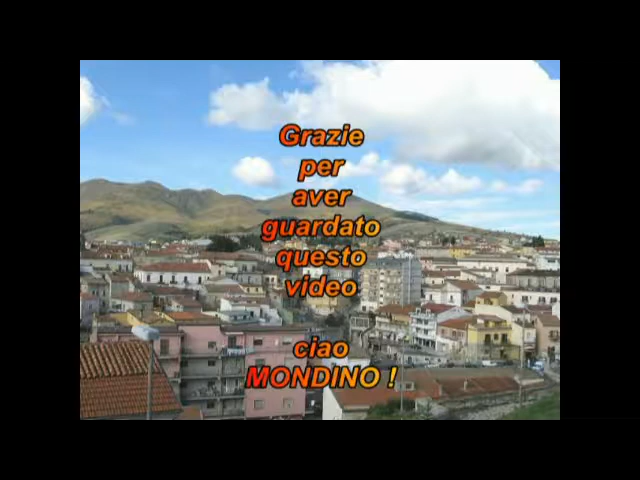 Grazie
per
aver
guardato
questo
video
ciao
MONDINO !